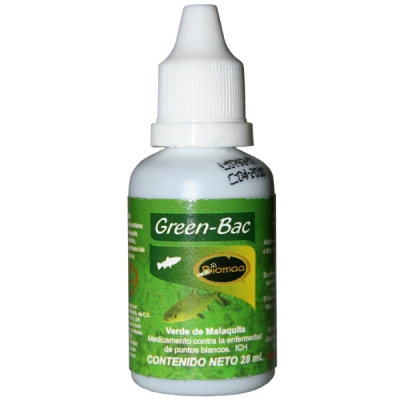 Green-Bac
Biomaa
Verde de Malaquita
Medicamento contra la enfermedad
de puntos blancos. ICH
CONTENIDO NETO 28 mL.